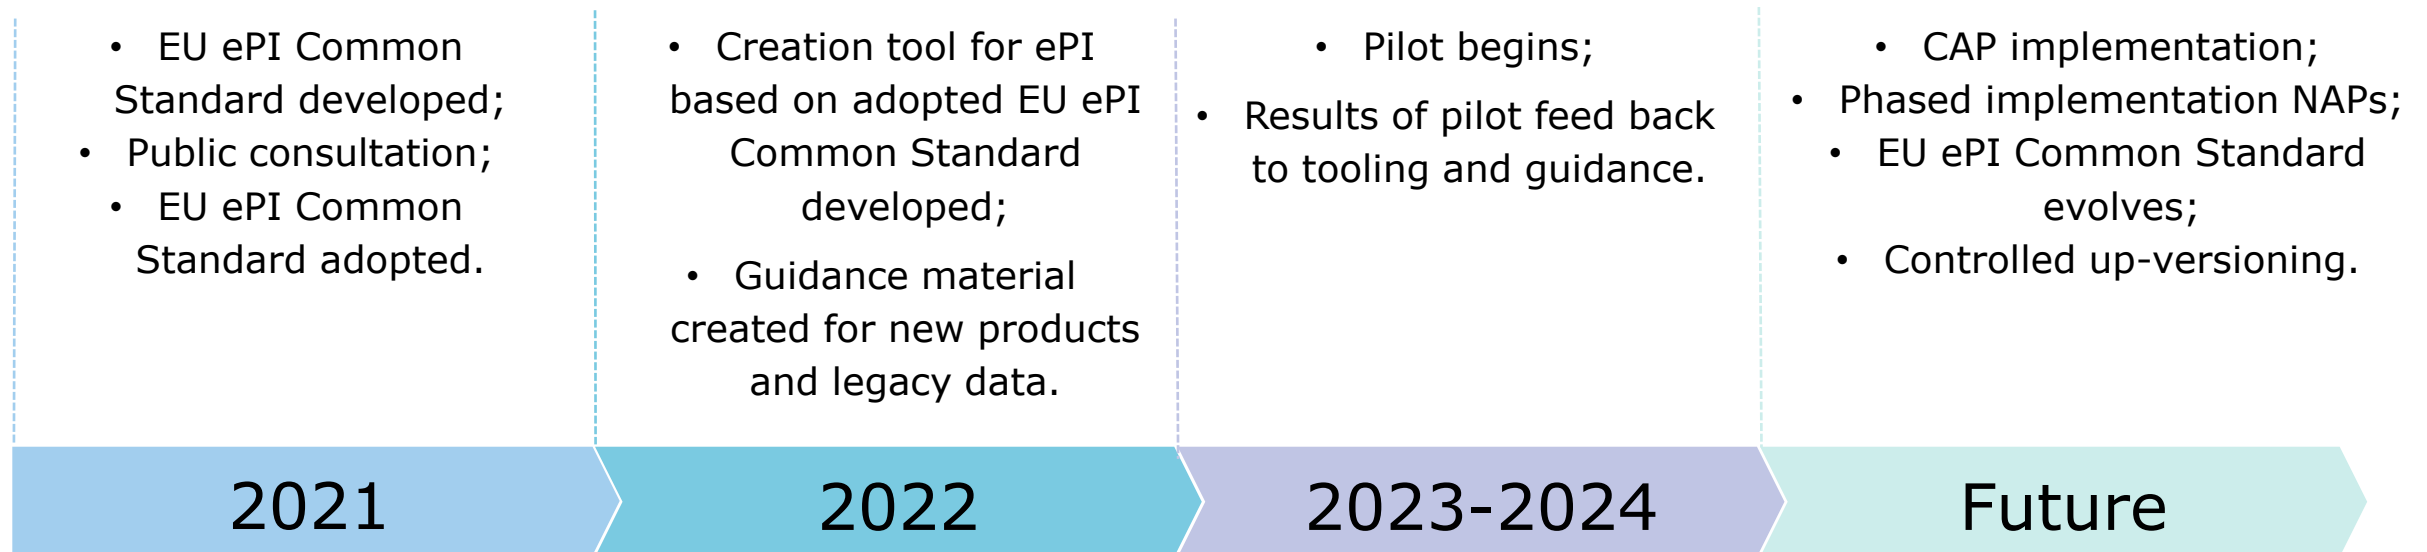 • EU ePI Common
Standard developed;
• Public consultation;
• EU ePI Common
Standard adopted.
• Creation tool for ePI
based on adopted EU ePI
Common Standard
developed;
• Guidance material
created for new products
and legacy data.
• Pilot begins;
• Results of pilot feed back
to tooling and guidance.
• CAP implementation;
• Phased implementation NAPs;
• EU ePI Common Standard
evolves;
• Controlled up-versioning.
2021
2022
2023-2024
Future